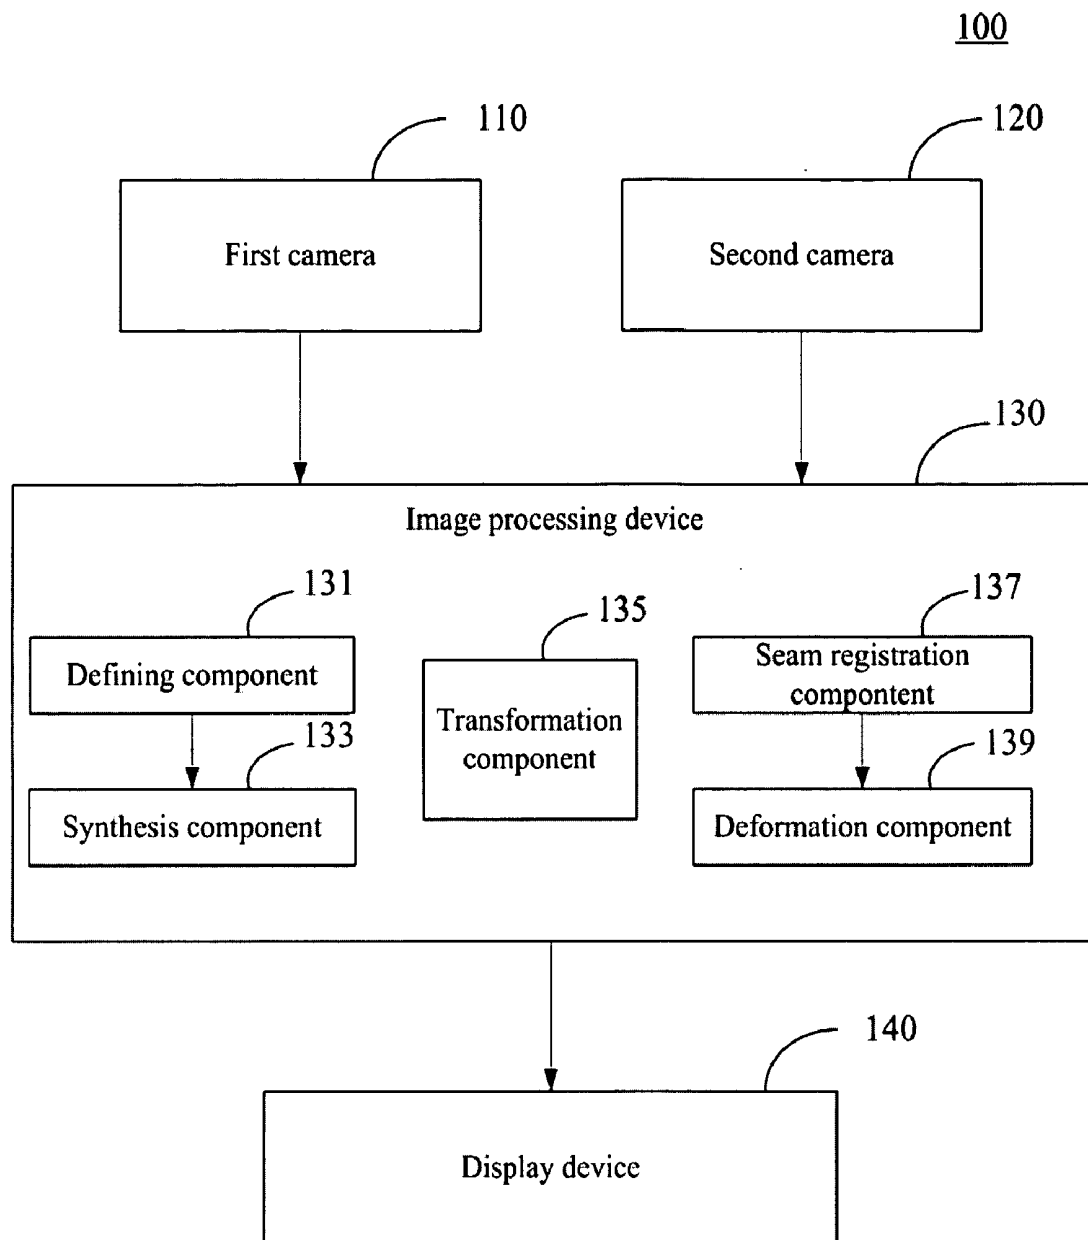 100
110
120
First camera
Second camera
130
Image processing device
131
135
137
Defining component
Seam registration
compontent
Transformation
component
133
139
Synthesis component
Deformation component
140
Display device